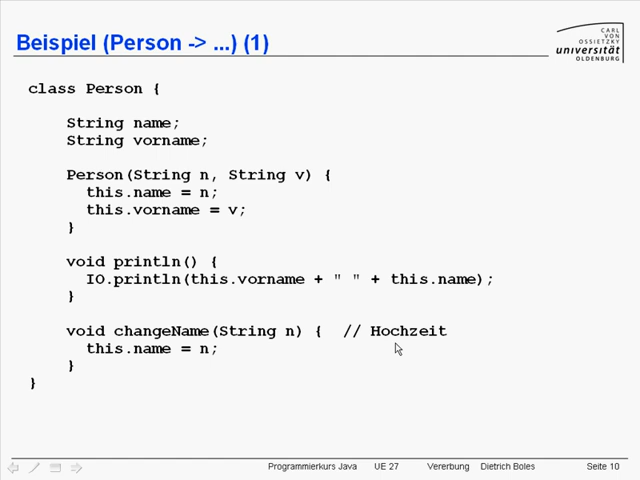 Beispiel (Person -> ...) (1)
CARL
VON
OSSIETZKY
universität
OLDENBURG
class Person {
String name;
String vorname;
Person(String n, String v) {
this.name = n;
this.vorname = v;
}
void println() {
IO.println(this.vorname + " " + this.name);
}
void changeName(String n) { // Hochzeit
this.name = n;
}
}
Programmierkurs Java UE 27 Vererbung Dietrich Boles Seite 10